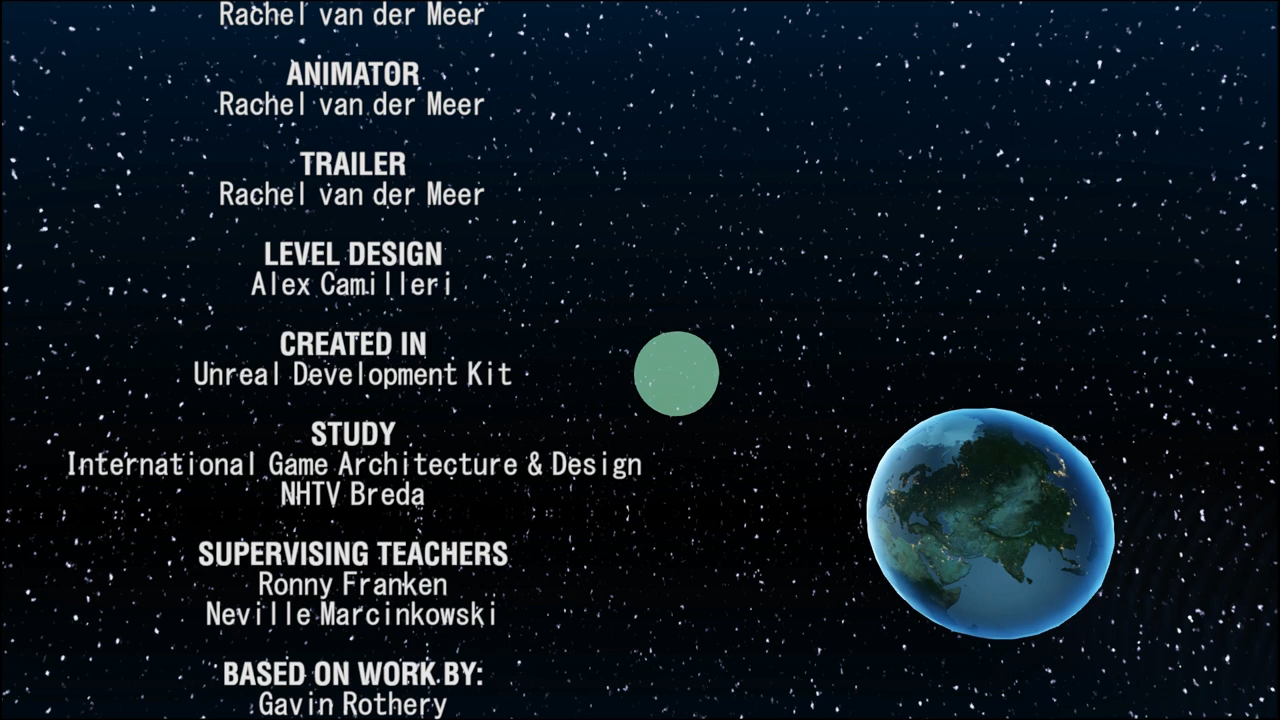 Rachel van der Meer
ANIMATOR
Rachel van der Meer
TRAILER
Rachel van der Meer
LEVEL DESIGN
Alex Camilleri
CREATED IN
Unreal Development Kit
STUDY
International Game Architecture & Design
NHTV Breda
SUPERVISING TEACHERS
Ronny Franken
Neville Marcinkowski
BASED ON WORK BY:
Gavin Rothery